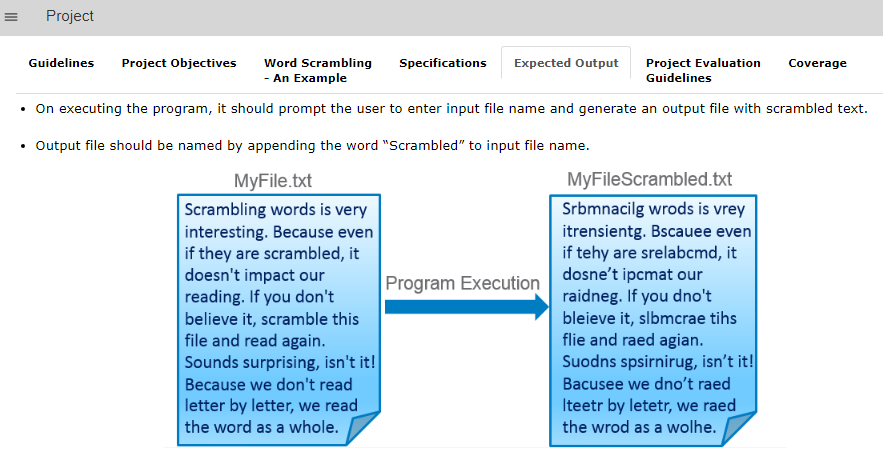 Project
Guidelines
Project Objectives
Word Scrambling
- An Example
Specifications
Expected Output
Project Evaluation
Guidelines
Coverage
• On executing the program, it should prompt the user to enter input file name and generate an output file with scrambled text.
• Output file should be named by appending the word “Scrambled” to input file name.
MyFile.txt
Scrambling words is very
interesting. Because even
if they are scrambled, it
doesn't impact our
reading. If you don't
believe it, scramble this
file and read again.
Sounds surprising, isn't it!
Because we don't read
letter by letter, we read
the word as a whole.
Program Execution
MyFileScrambled.txt
Srbmnacilg wrods is vrey
itrensientg. Bscauee even
if tehy are srelabcmd, it
dosne’t ipcmat our
raidneg. If you dno't
bleieve it, slbmcrae tihs
flie and raed agian.
Suodns spsirnirug, isn’t it!
Bacusee we dno’t raed
lteetr by letetr, we raed
the wrod as a wolhe.